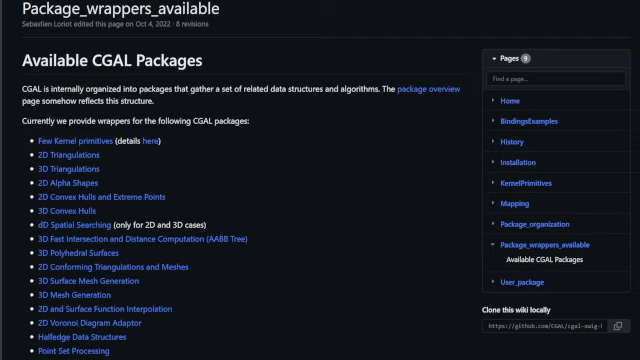 Package_wrappers_available
Sebastien Loriot edited this page on Oct 4, 2022 · 8 revisions
Available CGAL Packages
CGAL is internally organized into packages that gather a set of related data structures and algorithms. The package overview
page somehow reflects this structure.
Currently we provide wrappers for the following CGAL packages:
Few Kernel primitives (details here)
2D Triangulations
3D Triangulations
2D Alpha Shapes
2D Convex Hulls and Extreme Points
3D Convex Hulls
dD Spatial Searching (only for 2D and 3D cases)
3D Fast Intersection and Distance Computation (AABB Tree)
3D Polyhedral Surfaces
2D Conforming Triangulations and Meshes
3D Surface Mesh Generation
3D Mesh Generation
2D and Surface Function Interpolation
2D Voronoi Diagram Adaptor
Halfedge Data Structures
Point Set Processing
Pages 9
Find a page...
Home
BindingsExamples
History
Installation
KernelPrimitives
Mapping
Package_organization
Package_wrappers_available
Available CGAL Packages
User_package
Clone this wiki locally
https://github.com/CGAL/cgal-swig-